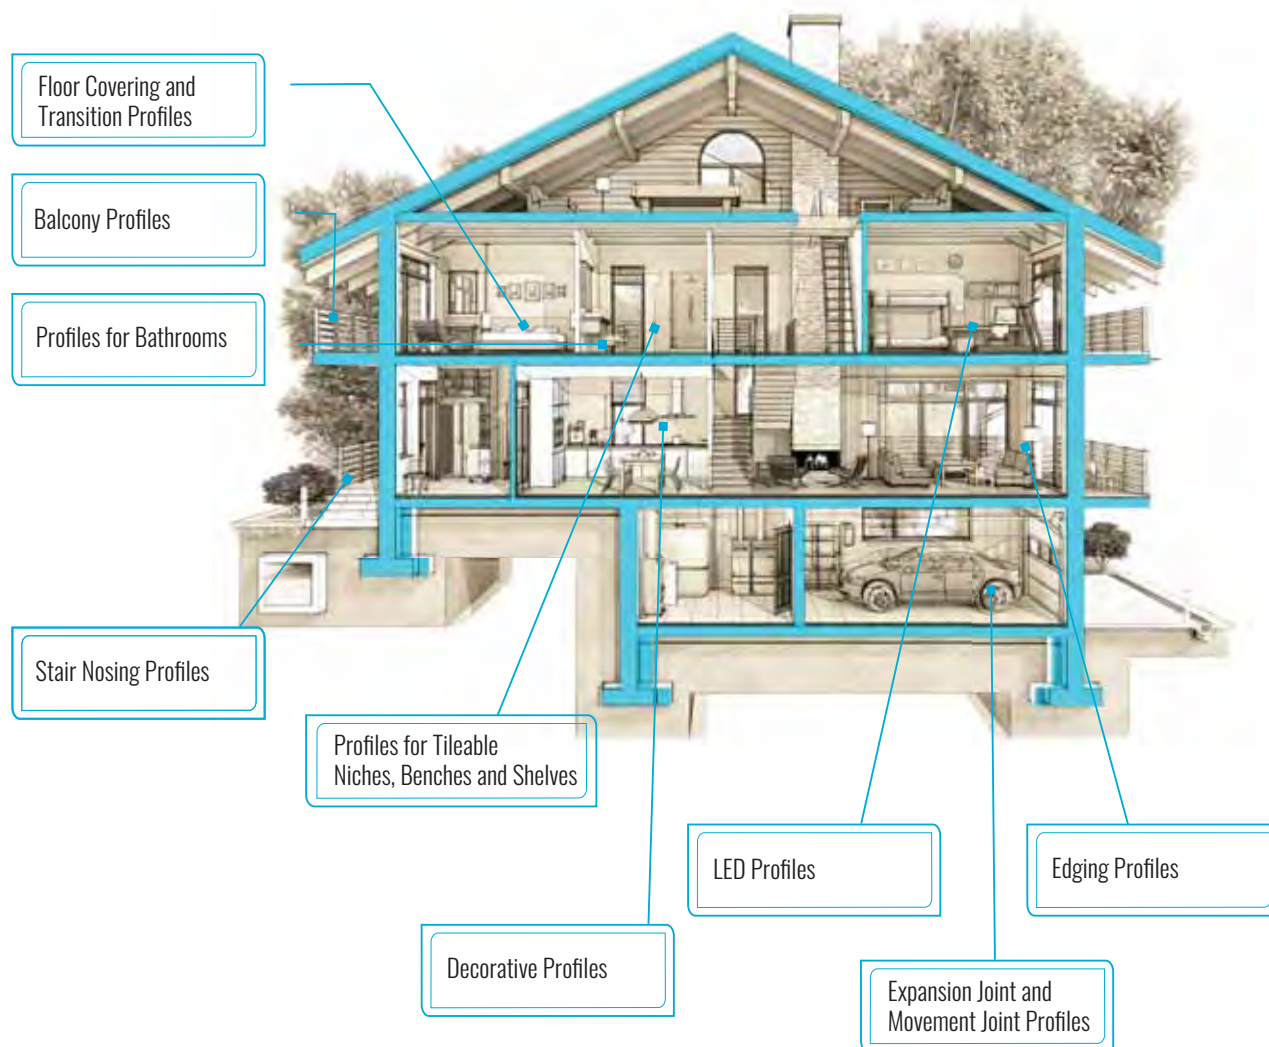 Floor Covering and
Transition Profiles
Balcony Profiles
Profiles for Bathrooms
Stair Nosing Profiles
Profiles for Tileable
Niches, Benches and Shelves
LED Profiles
Edging Profiles
Decorative Profiles
Expansion Joint and
Movement Joint Profiles